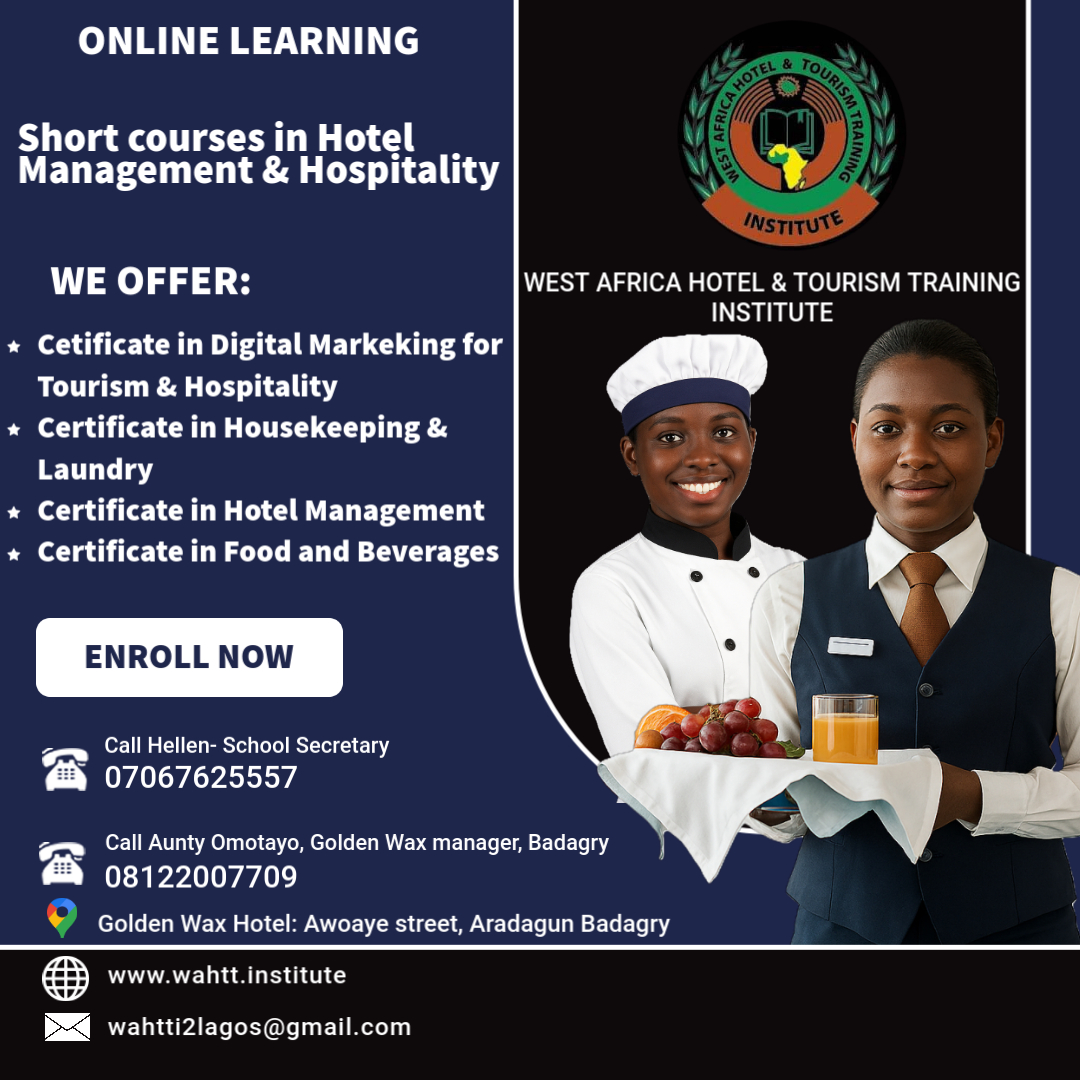 ONLINE LEARNING
Short courses in Hotel
Management & Hospitality
WE OFFER:
Cetificate in Digital Markeking for
Tourism & Hospitality
Certificate in Housekeeping &
Laundry
Certificate in Hotel Management
Certificate in Food and Beverages
ENROLL NOW
Call Hellen- School Secretary
07067625557
Call Aunty Omotayo, Golden Wax manager, Badagry
08122007709
Golden Wax Hotel: Awoaye street, Aradagun Badagry
www.wahtt.institute
wahtti2lagos@gmail.com
WEST AFRICA HOTEL & TOURISM TRAINING
INSTITUTE
WEST AFRICA HOTEL & TOURISM TRAINING
INSTITUTE